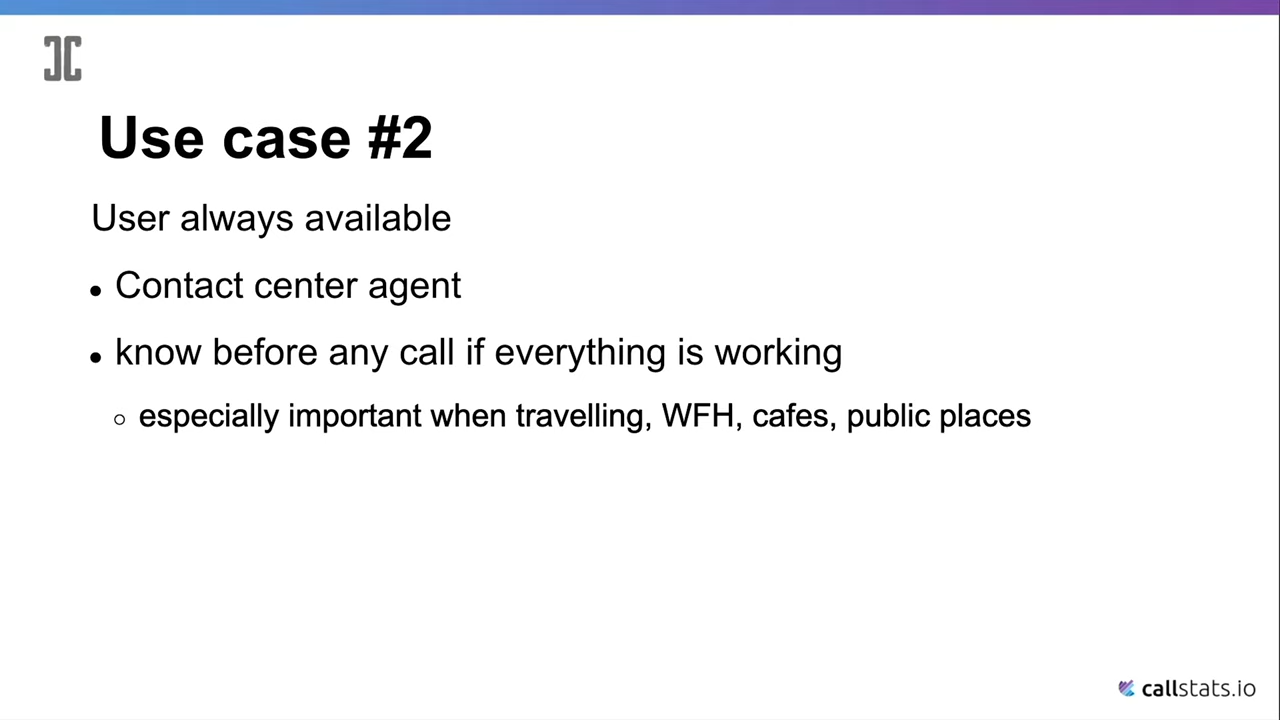 Use case #2
User always available
• Contact center agent
• know before any call if everything is working
○ especially important when travelling, WFH, cafes, public places
callstats.io